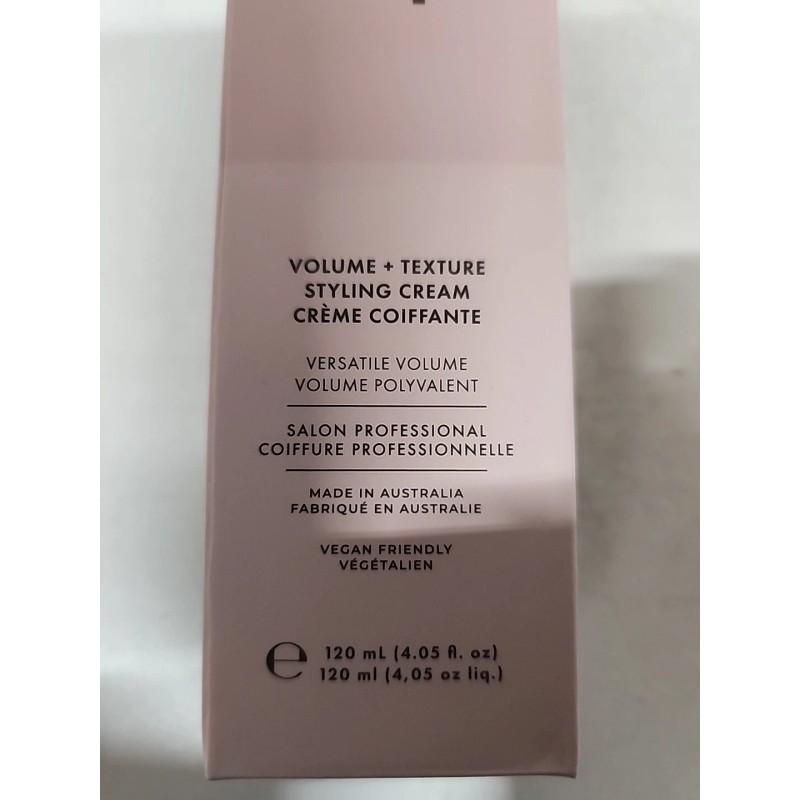 VOLUME + TEXTURE
STYLING CREAM
CRÈME COIFFANTE
VERSATILE VOLUME
VOLUME POLYVALENT
SALON PROFESSIONAL
COIFFURE PROFESSIONNELLE
MADE IN AUSTRALIA
FABRIQUÉ EN AUSTRALIE
VEGAN FRIENDLY
VÉGÉTALIEN
℮ 120 mL (4.05 fl. oz)
120 ml (4,05 oz liq.)